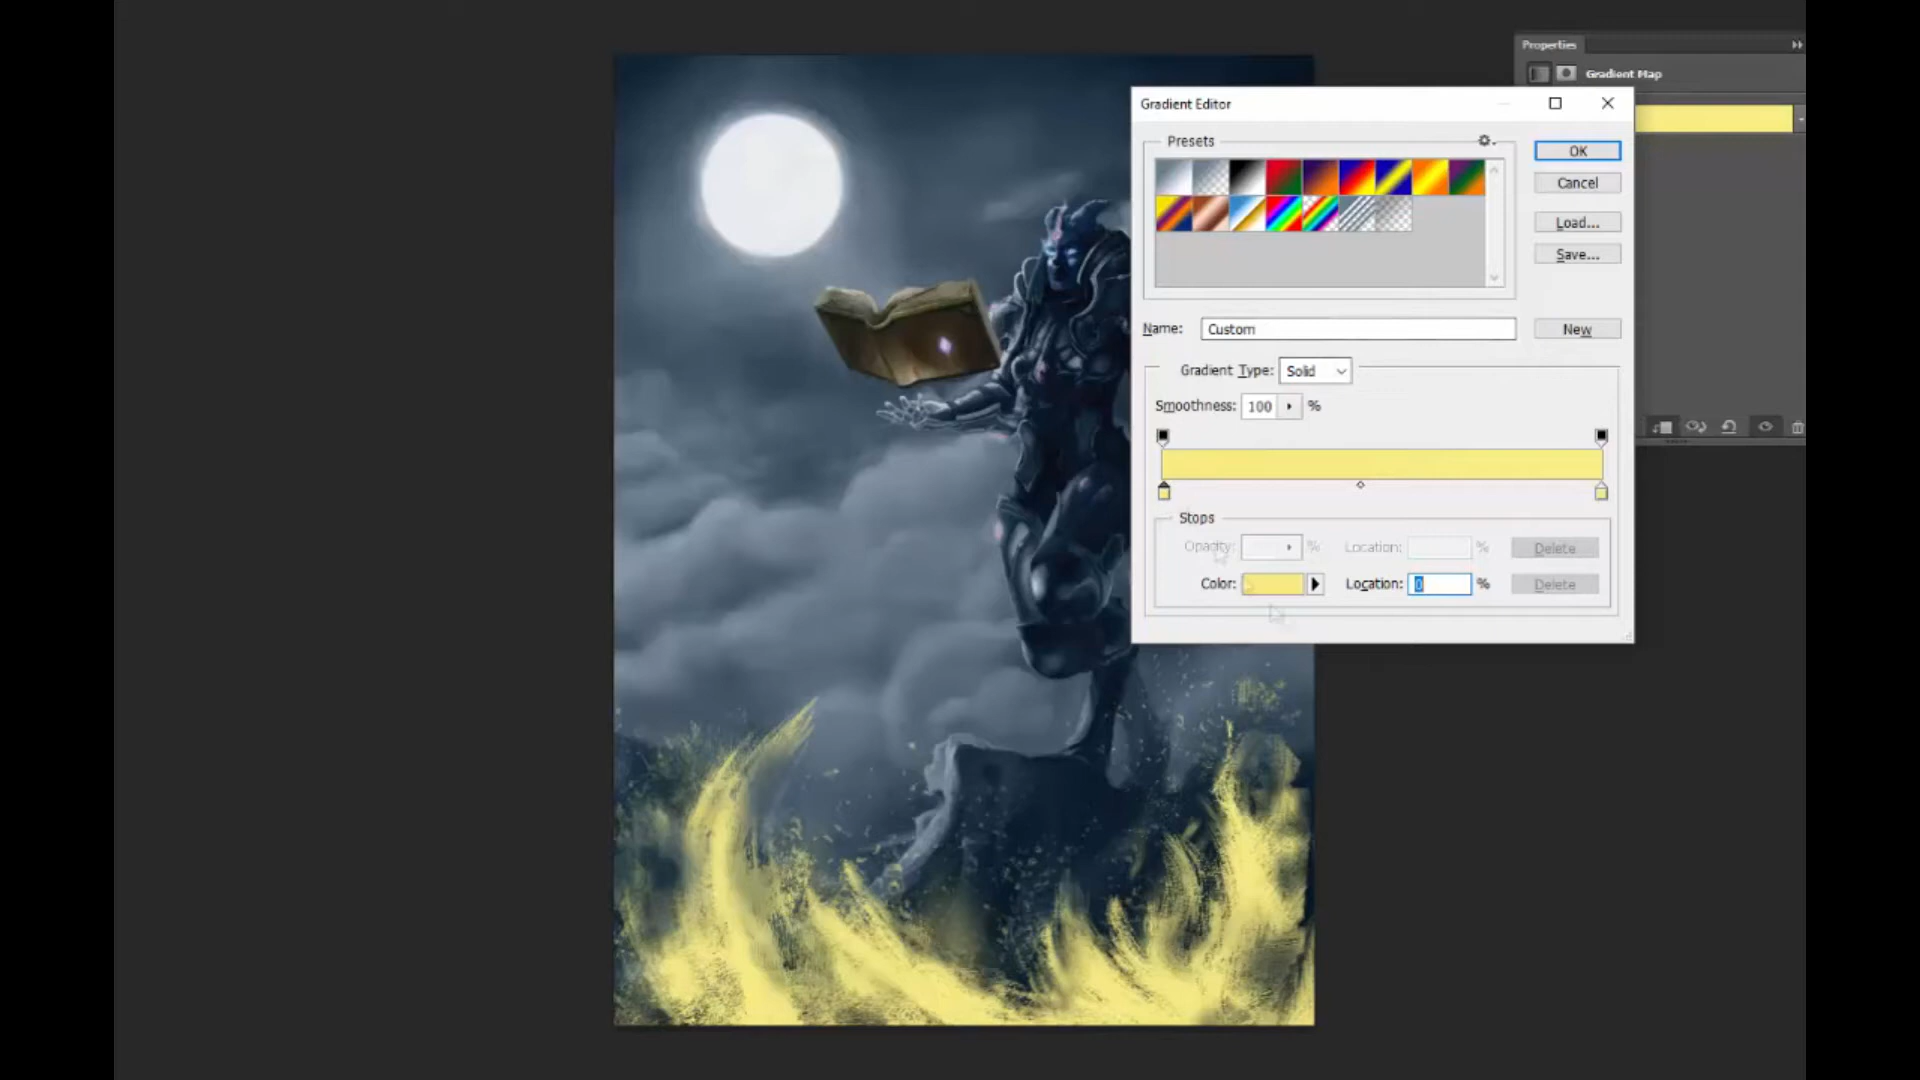 Properties
Gradient Map
Gradient Editor
Presets
OK
Cancel
Load...
Save...
Name: Custom
New
Gradient Type: Solid
Smoothness: 100 %
Stops
Opacity: % Location: % Delete
Color: Location: 0 % Delete